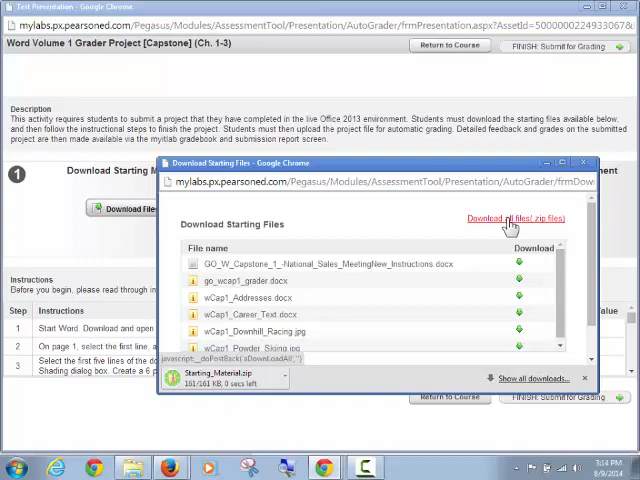 Test Presentation - Google Chrome
mylabs.px.pearsoned.com/Pegasus/Modules/AssessmentTool/Presentation/AutoGrader/frmPresentation.aspx?AssetId=5000000224933067&
Word Volume 1 Grader Project [Capstone] (Ch. 1-3)
Return to Course
FINISH: Submit for Grading
Description
This activity requires students to submit a project that they have completed in the live Office 2013 environment. Students must download the starting files available below,
and then follow the instructional steps to finish the project. Students must then upload the project file for automatic grading. Detailed feedback and grades on the submitted
project are then made available via the myitlab gradebook and submission report screen.
1
Download Starting M
Download Files
Download Starting Files - Google Chrome
mylabs.px.pearsoned.com/Pegasus/Modules/AssessmentTool/Presentation/AutoGrader/frmDow
Download all files(.zip files)
Download Starting Files
File name
Download
GO_W_Capstone_1_-National_Sales_MeetingNew_Instructions.docx
go_wcap1_grader.docx
wCap1_Addresses.docx
wCap1_Career_Text.docx
wCap1_Downhill_Racing.jpg
wCap1_Powder_Skiing.jpg
javascript:__doPostBack('aDownLoadAll','')
Starting_Material.zip
161/161 KB, 0 secs left
Show all downloads...
Instructions
Before you begin, please read through
Step
Instructions
Value
1
Start Word. Download and open
2
On page 1, select the first line, a
3
Select the first five lines of the do
Shading dialog box. Create a 6 p
Return to Course
FINISH: Submit for Grading
3:14 PM
8/9/2014